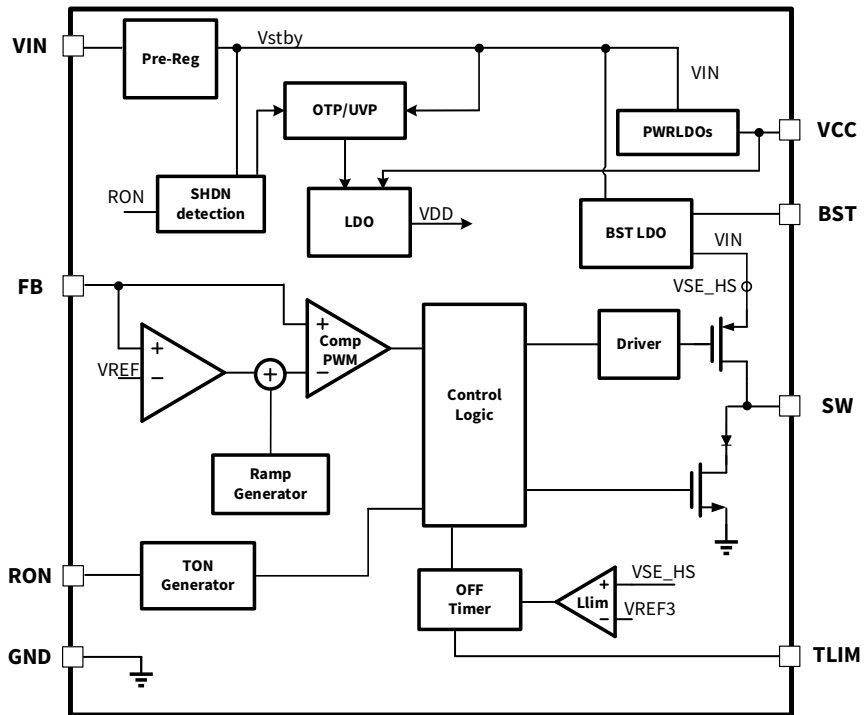 VIN
Pre-Reg
Vstby
VIN
OTP/UVP
PWRLDOs
VCC
RON
SHDN
detection
LDO
VDD
BST LDO
BST
VIN
VSE_HS
FB
+
VREF
−
+
+
Comp
PWM
−
Control
Logic
Driver
SW
Ramp
Generator
RON
TON
Generator
OFF
Timer
+
Llim
−
VSE_HS
VREF3
GND
TLIM